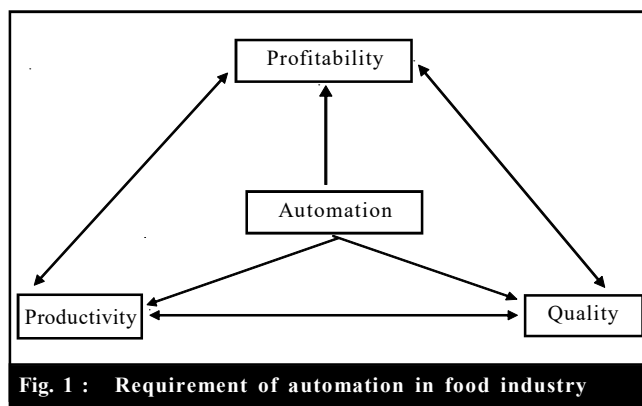 Profitability
Automation
Productivity
Quality
Fig. 1 : Requirement of automation in food industry